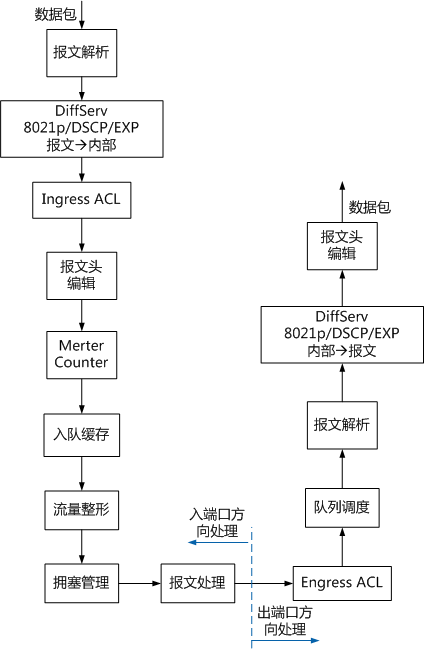 数据包
报文解析
DiffServ
8021p/DSCP/EXP
报文→内部
Ingress ACL
报文头
编辑
Merter
Counter
入队缓存
流量整形
拥塞管理
报文处理
入端口方
向处理
出端口方
向处理
Engress ACL
队列调度
报文解析
DiffServ
8021p/DSCP/EXP
内部→报文
报文头
编辑
数据包